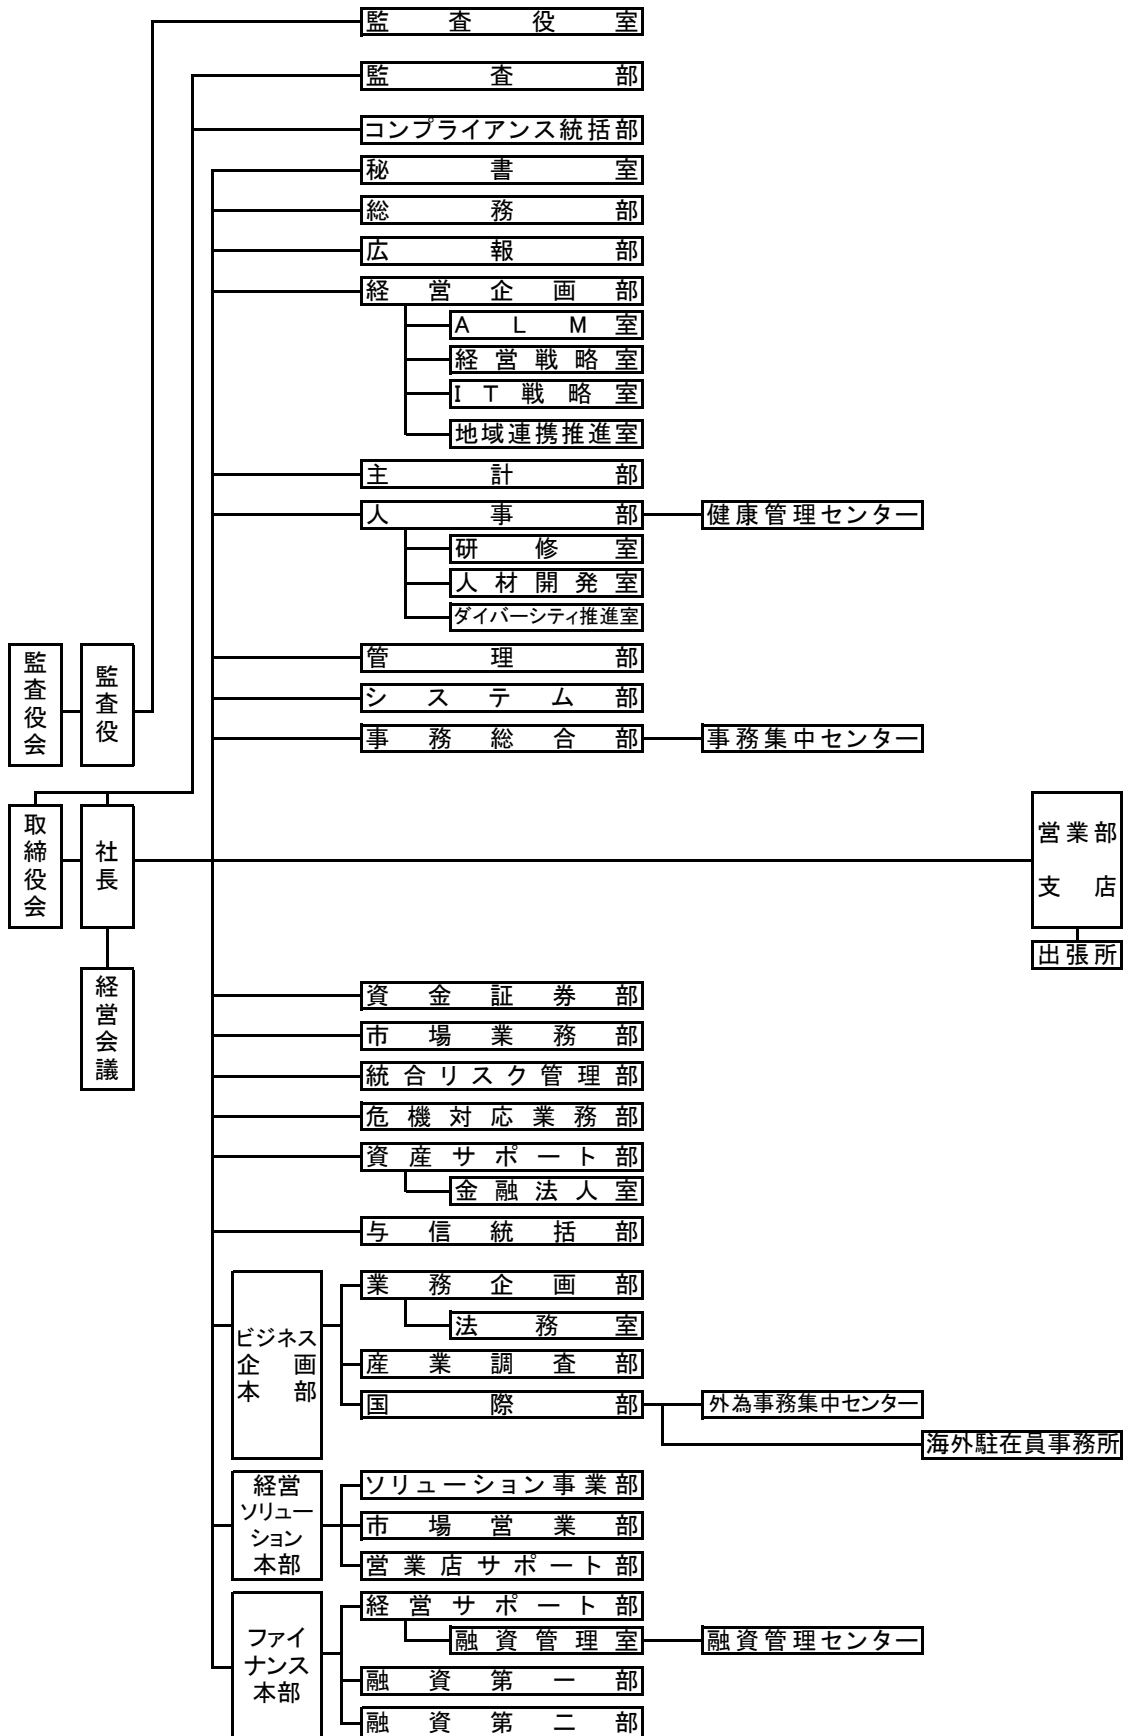 監査役室
監査部
コンプライアンス統括部
秘書室
総務部
広報部
経営企画部
ALM室
経営戦略室
IT戦略室
地域連携推進室
主計部
人事部
健康管理センター
研修室
人材開発室
ダイバーシティ推進室
監査役会
監査役
管理部
システム部
事務総合部
事務集中センター
取締役会
社長
営業部
支店
出張所
経営会議
資金証券部
市場業務部
統合リスク管理部
危機対応業務部
資産サポート部
金融法人室
与信統括部
ビジネス
企画
本部
業務企画部
法務室
産業調査部
国際部
外為事務集中センター
海外駐在員事務所
経営
ソリュー
ション
本部
ソリューション事業部
市場営業部
営業店サポート部
ファイ
ナンス
本部
経営サポート部
融資管理室
融資管理センター
融資第一部
融資第二部